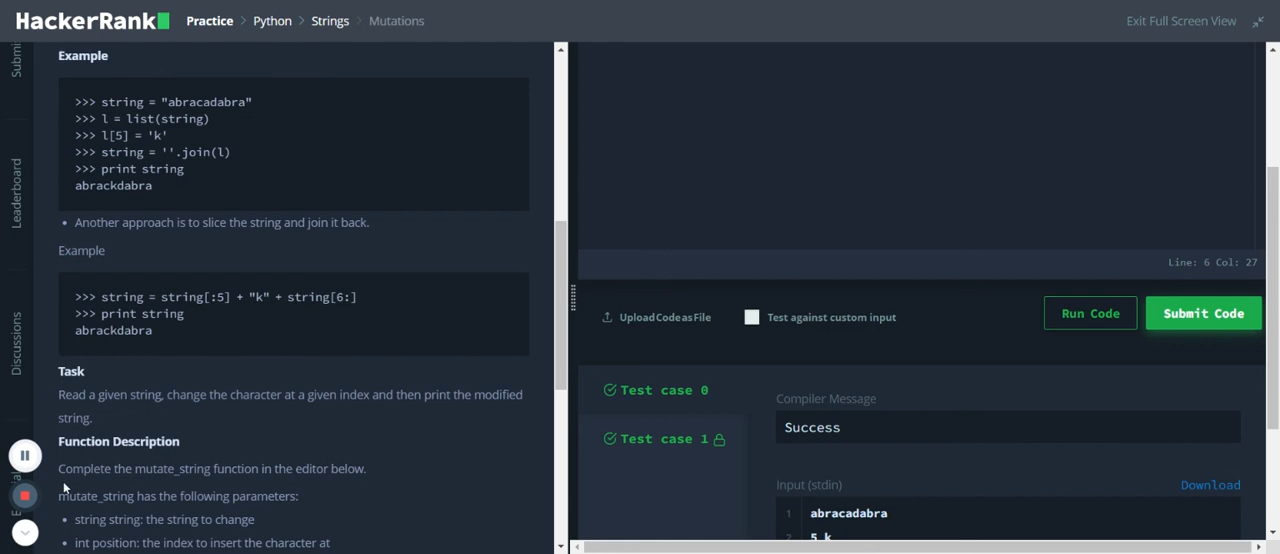 HackerRank Practice > Python > Strings > Mutations Exit Full Screen View
Submi
Leaderboard
Discussions
Example
>>> string = "abracadabra"
>>> l = list(string)
>>> l[5] = 'k'
>>> string = ''.join(l)
>>> print string
abrackdabra
• Another approach is to slice the string and join it back.
Example
>>> string = string[:5] + "k" + string[6:]
>>> print string
abrackdabra
Task
Read a given string, change the character at a given index and then print the modified
string.
Function Description
Complete the mutate_string function in the editor below.
mutate_string has the following parameters:
• string string: the string to change
• int position: the index to insert the character at
Line: 6 Col: 27
Upload Code as File Test against custom input Run Code Submit Code
Test case 0
Test case 1
Compiler Message
Success
Input (stdin) Download
1 abracadabra
2 5 k